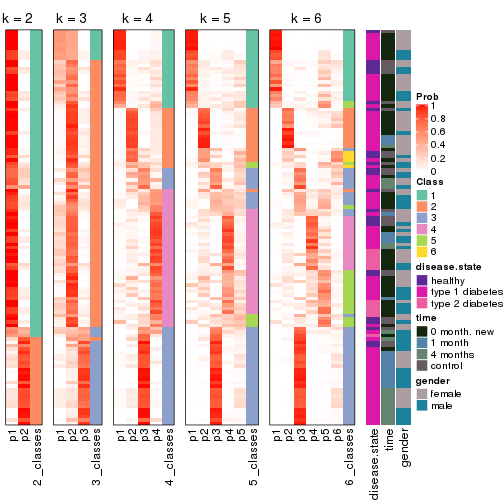 k = 2 k = 3 k = 4 k = 5 k = 6
Prob
1
0.8
0.6
0.4
0.2
0
Class
1
2
3
4
5
6
disease.state
healthy
type 1 diabetes
type 2 diabetes
time
0 month. new
1 month
4 months
control
gender
female
male
p1 p2 2_classes p1 p2 p3 3_classes p1 p2 p3 p4 4_classes p1 p2 p3 p4 p5 5_classes p1 p2 p3 p4 p5 p6 6_classes disease.state time gender